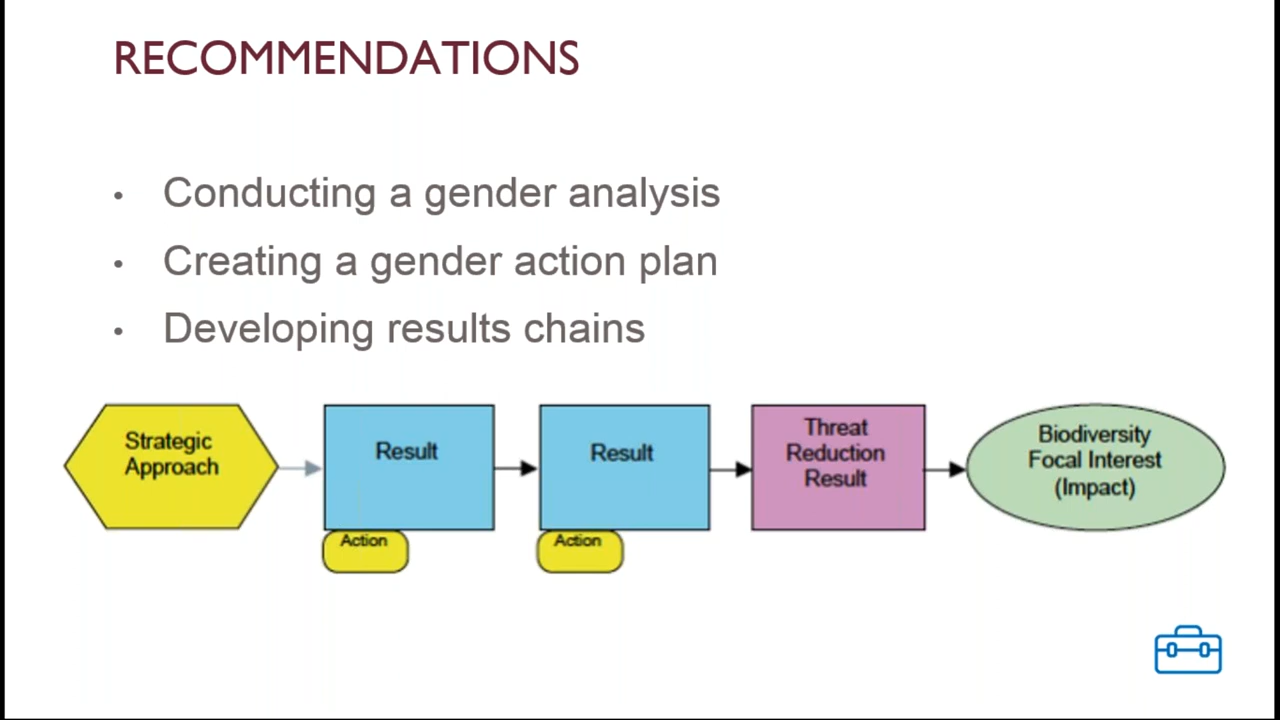 RECOMMENDATIONS
• Conducting a gender analysis
• Creating a gender action plan
• Developing results chains
Strategic
Approach
Result
Action
Result
Action
Threat
Reduction
Result
Biodiversity
Focal Interest
(Impact)